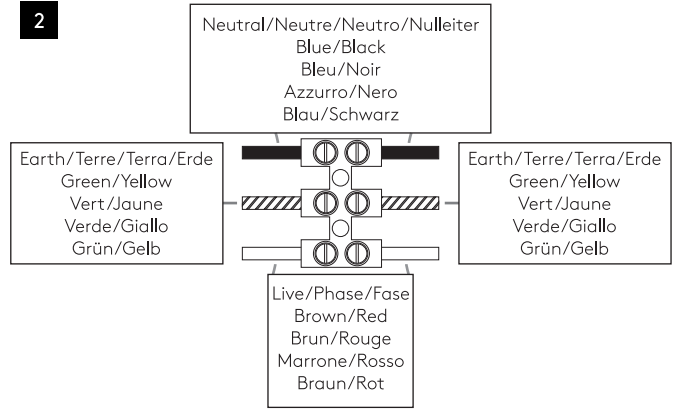 2
Neutral/Neutre/Neutro/Nulleiter
Blue/Black
Bleu/Noir
Azzurro/Nero
Blau/Schwarz
Earth/Terre/Terra/Erde
Green/Yellow
Vert/Jaune
Verde/Giallo
Grün/Gelb
Earth/Terre/Terra/Erde
Green/Yellow
Vert/Jaune
Verde/Giallo
Grün/Gelb
Live/Phase/Fase
Brown/Red
Brun/Rouge
Marrone/Rosso
Braun/Rot